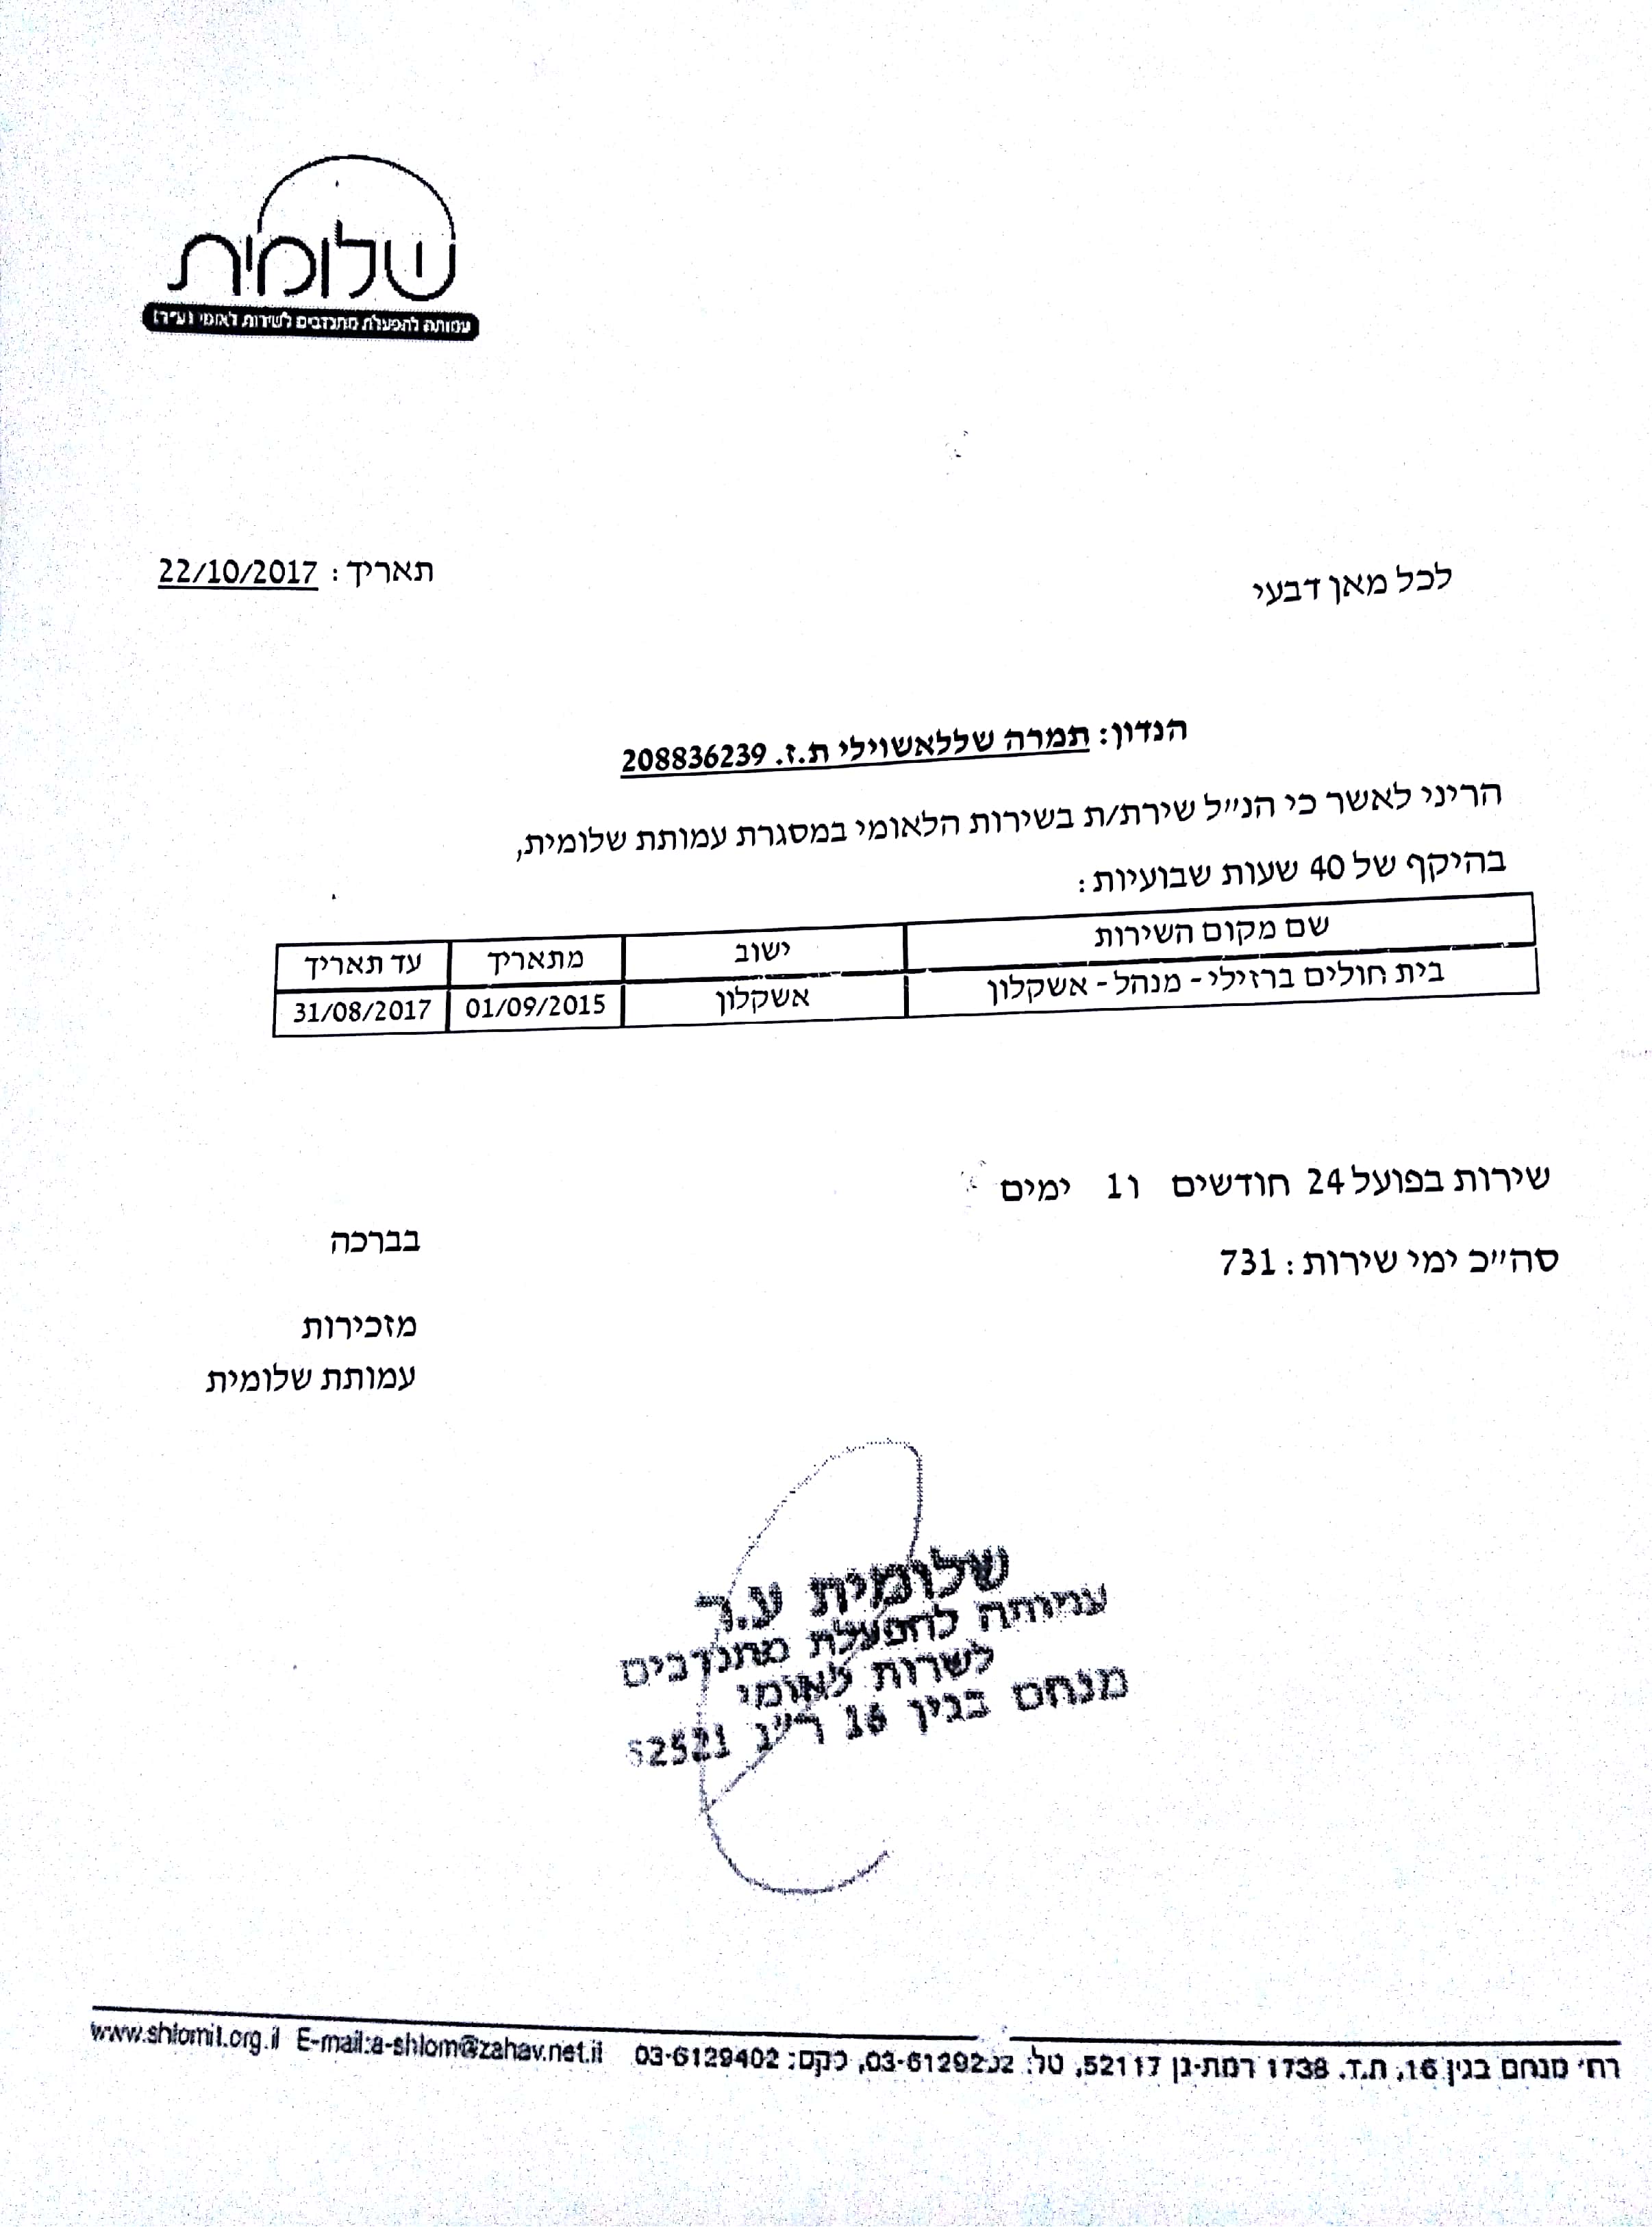 שלומית
עמותה להפעלת מתנדבים לשירות לאומי (ע״ר)
לכל מאן דבעי
תאריך: 22/10/2017
הנדון: תמרה שללאשוילי ת.ז. 208836239
הריני לאשר כי הנ״ל שירת/ת בשירות הלאומי במסגרת עמותת שלומית,
בהיקף של 40 שעות שבועיות:
שם מקום השירות ישוב מתאריך עד תאריך
בית חולים ברזילי - מנהל - אשקלון אשקלון 01/09/2015 31/08/2017
שירות בפועל 24 חודשים ו 1 ימים
סה״כ ימי שירות: 731
בברכה
מזכירות
עמותת שלומית
שלומית ע.ר
עמותה להפעלת מתנדבים
לשרות לאומי
מנחם בגין 16 ר״ג 52521
רח׳ מנחם בגין 16, ת.ד. 1738 רמת-גן 52117, טל: פקס: 03-6129402 E-mail:a-shlom@zahav.net.il www.shlomit.org.il